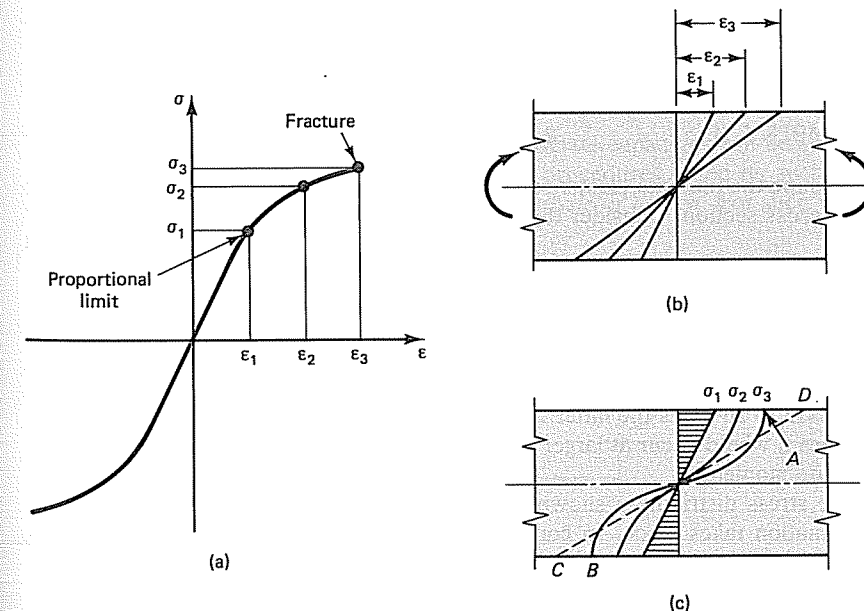 σ
Fracture
σ₃
σ₂
σ₁
Proportional
limit
ε₁ ε₂ ε₃ ε
(a)
ε₃
ε₂
ε₁
(b)
σ₁ σ₂ σ₃ D
A
C B
(c)